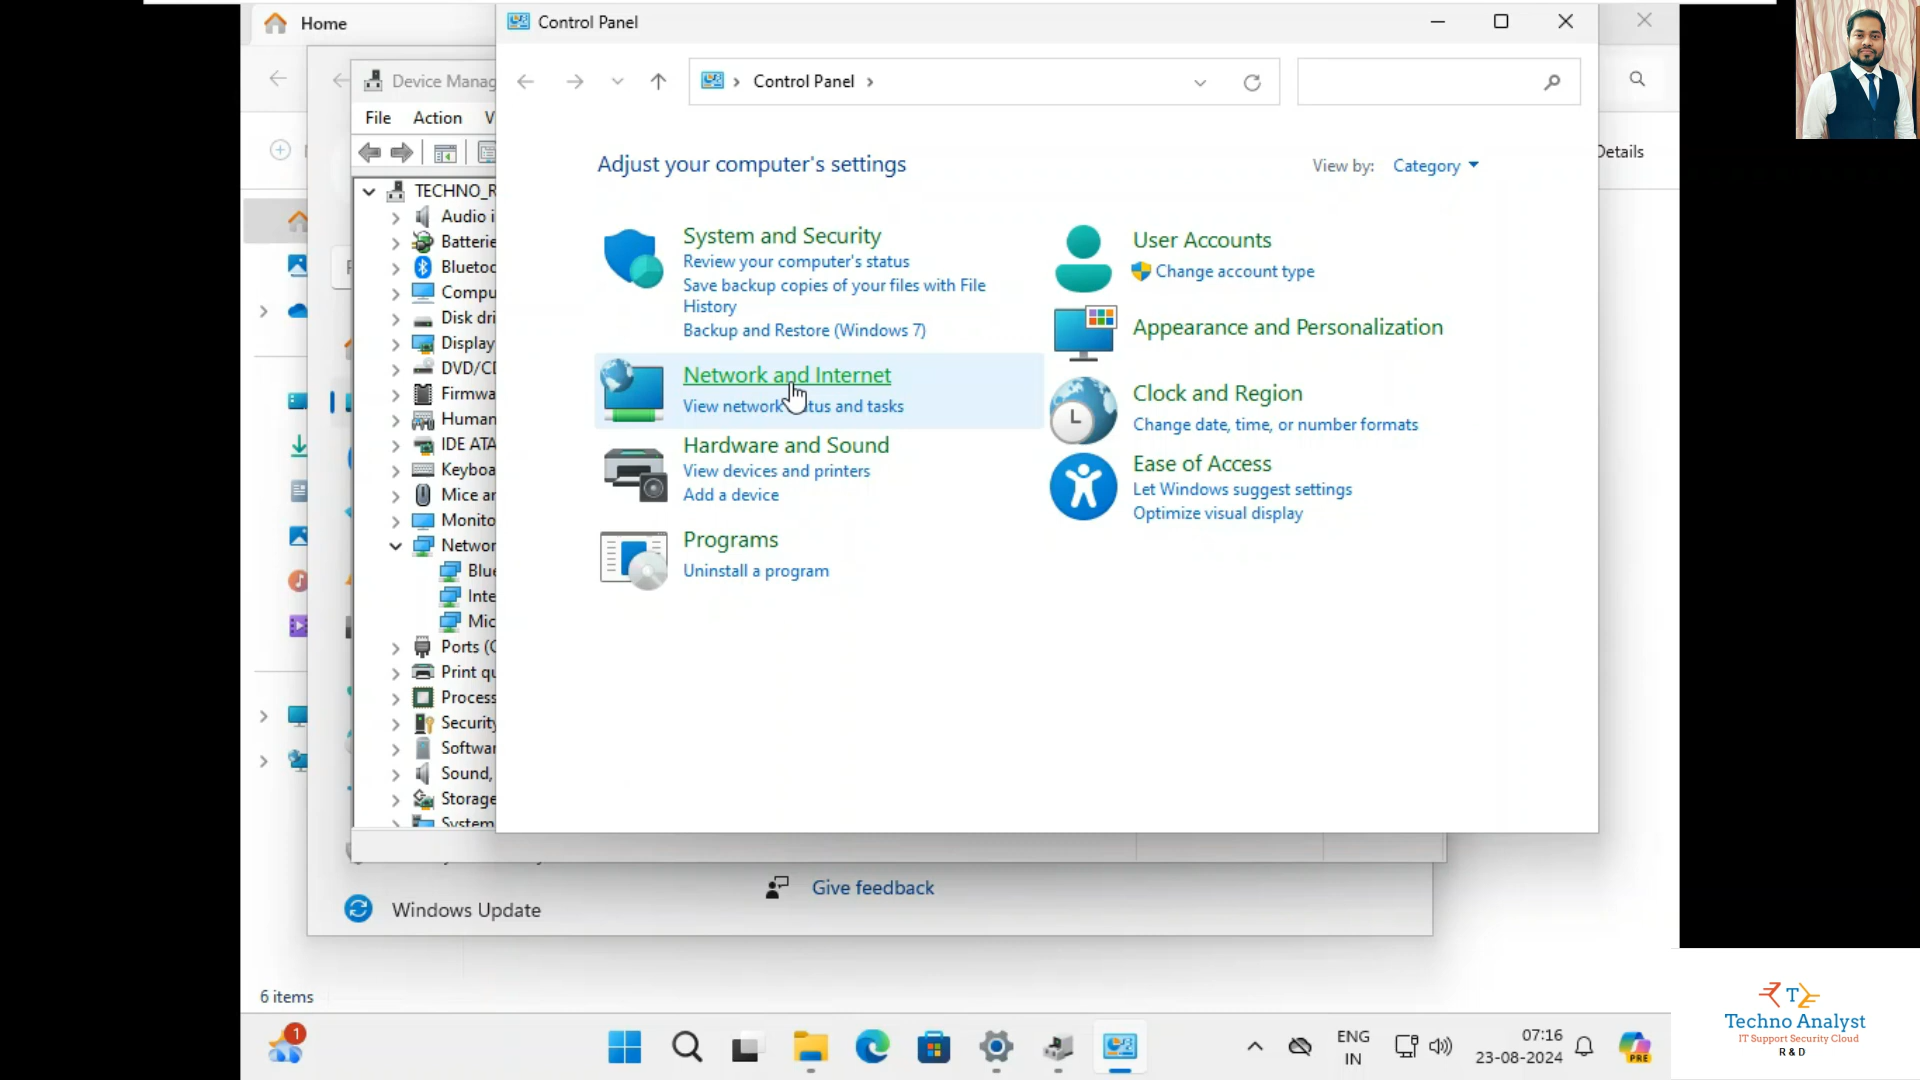 Home
Control Panel
Device Manag
Control Panel
File Action V
Details
Adjust your computer's settings
View by: Category
TECHNO_R
Audio i
Batterie
Bluetoo
Compu
Disk dri
Display
DVD/CD
Firmwa
Human
IDE ATA
Keyboa
Mice an
Monito
Networ
Blue
Inte
Mic
Ports (C
Print qu
Process
Security
Softwar
Sound,
Storage
System
System and Security
Review your computer's status
Save backup copies of your files with File
History
Backup and Restore (Windows 7)
Network and Internet
View network status and tasks
Hardware and Sound
View devices and printers
Add a device
Programs
Uninstall a program
User Accounts
Change account type
Appearance and Personalization
Clock and Region
Change date, time, or number formats
Ease of Access
Let Windows suggest settings
Optimize visual display
Give feedback
Windows Update
6 items
1
ENG
IN
07:16
23-08-2024
PRE
Techno Analyst
IT Support Security Cloud
R & D